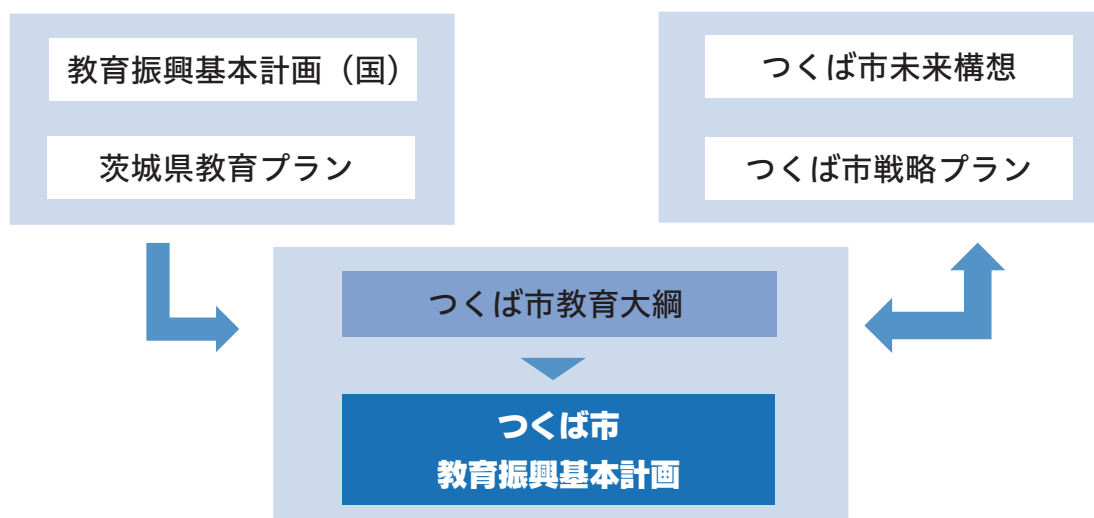 教育振興基本計画（国）
茨城県教育プラン
つくば市未来構想
つくば市戦略プラン
つくば市教育大綱
つくば市
教育振興基本計画